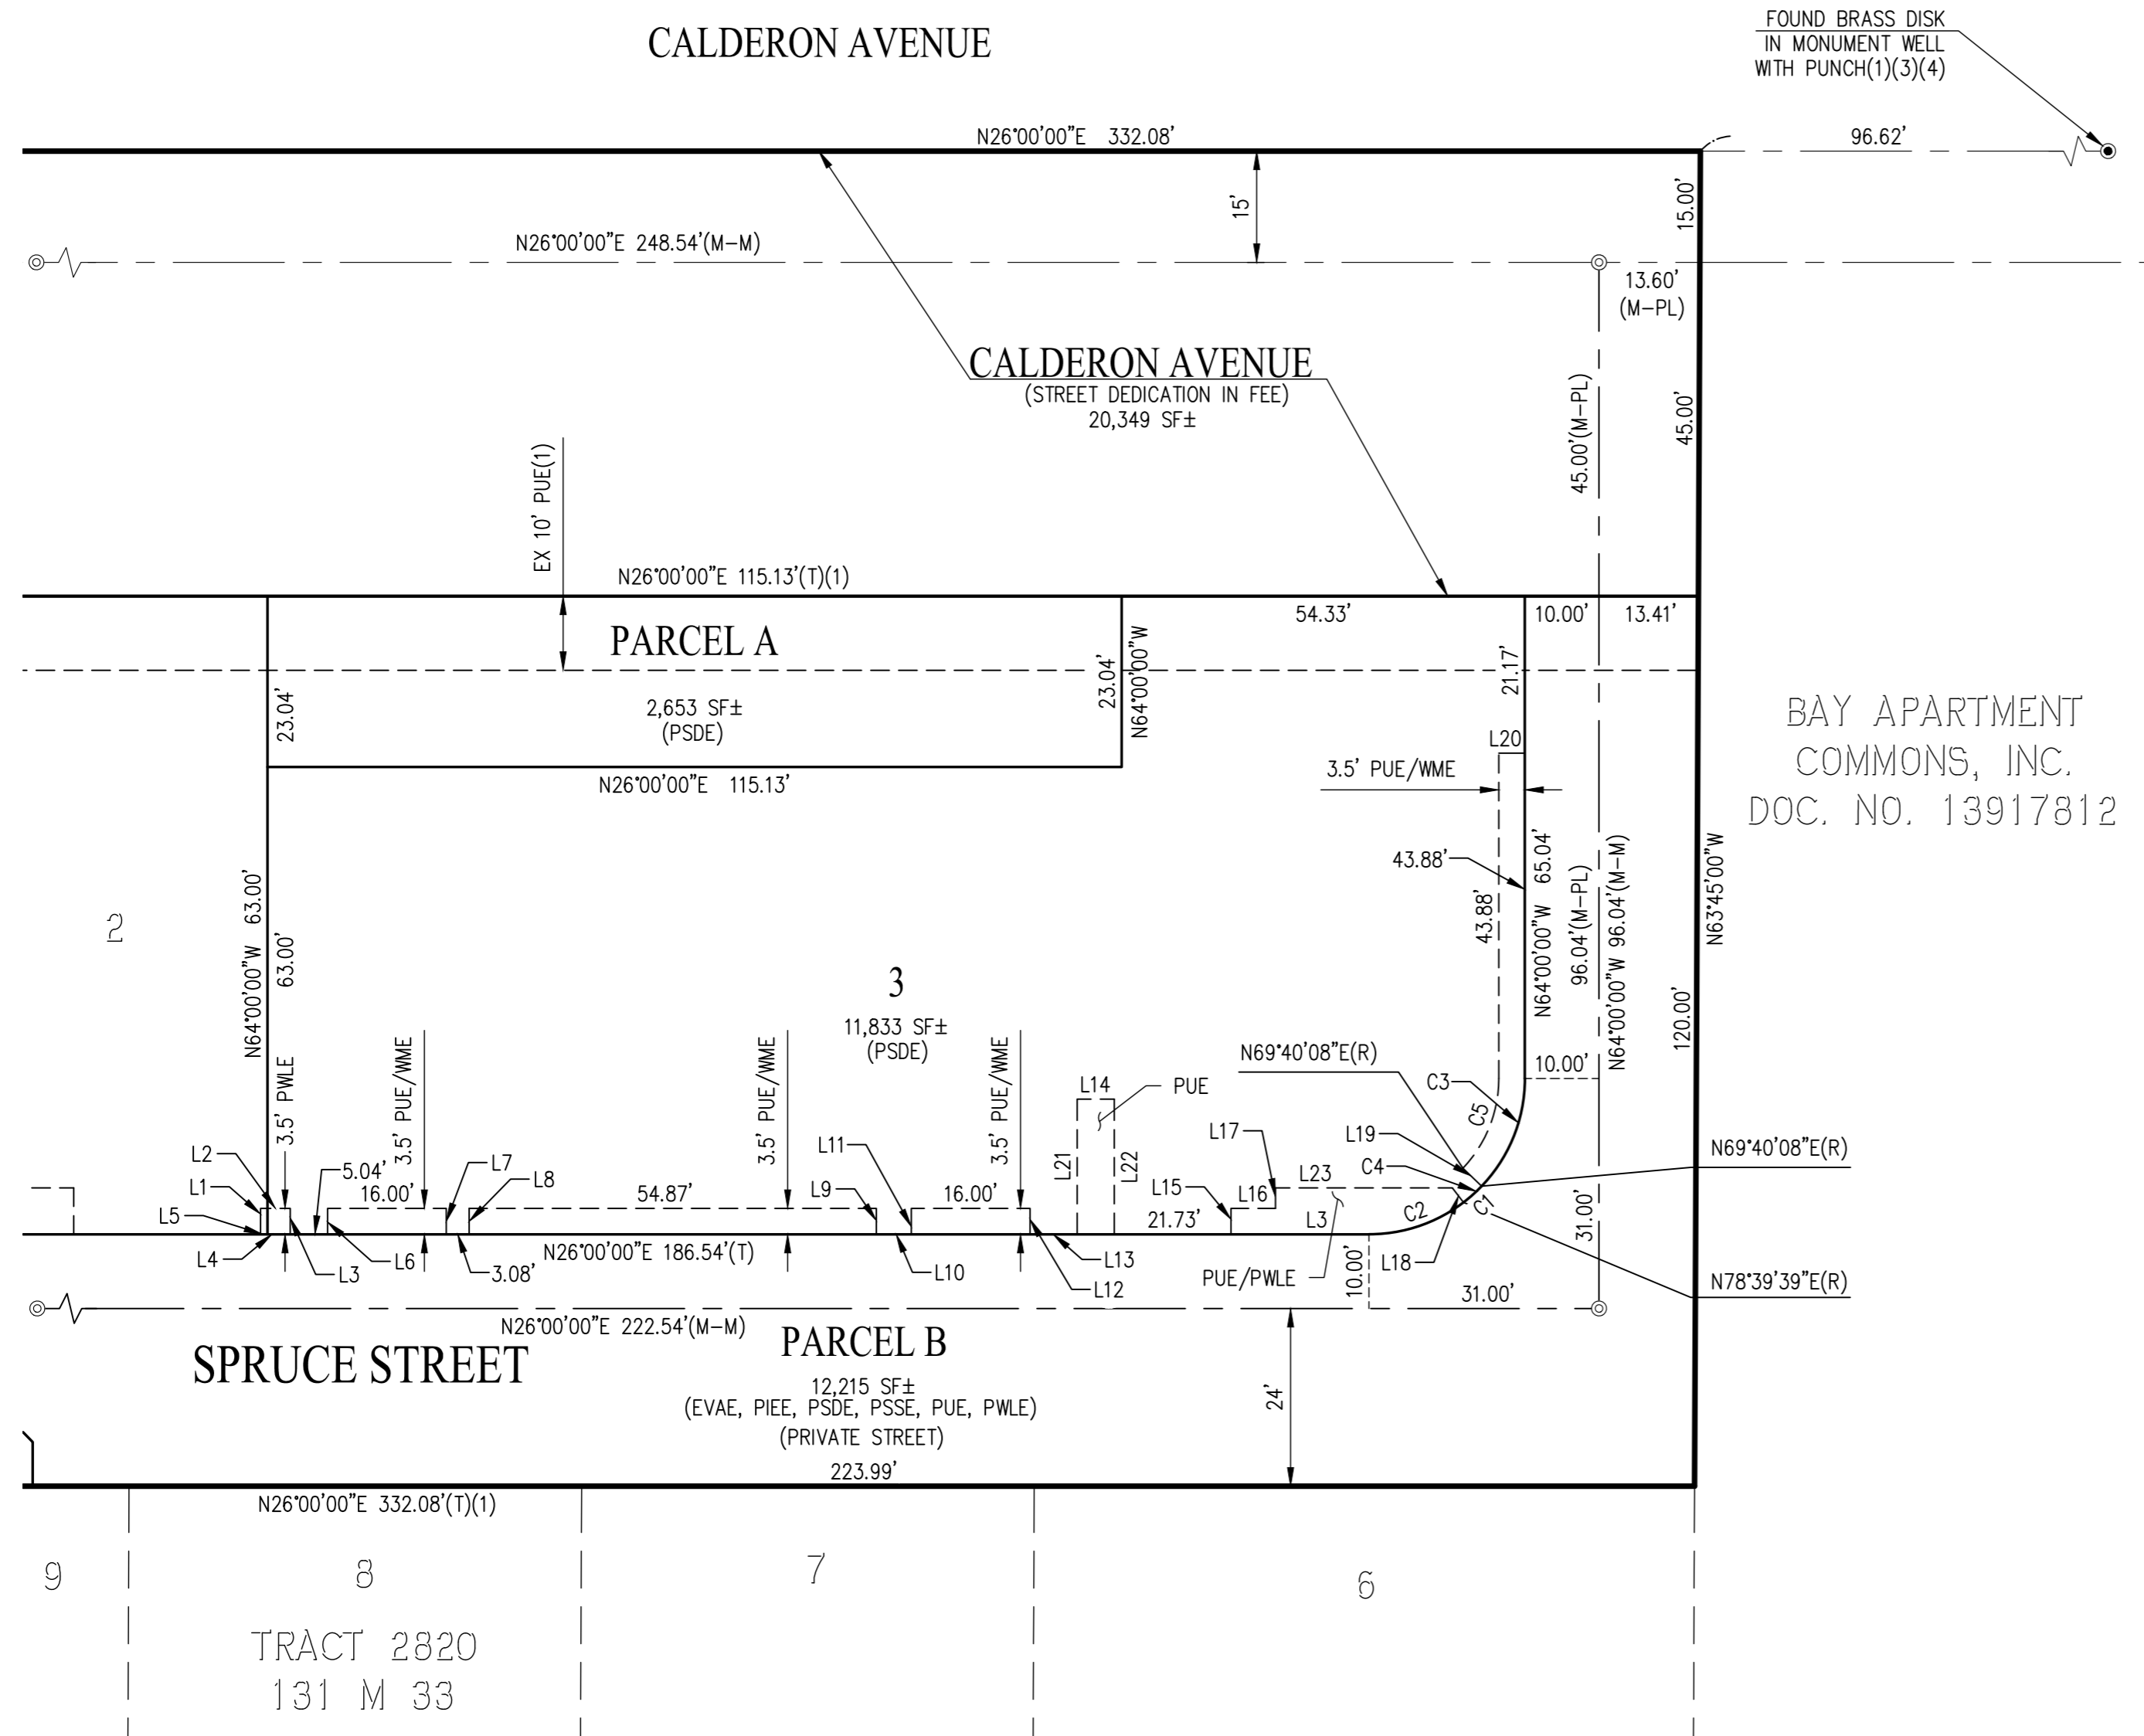 CALDERON AVENUE
FOUND BRASS DISK
IN MONUMENT WELL
WITH PUNCH(1)(3)(4)
N26°00'00"E 332.08'
96.62'
15'
15.00'
N26°00'00"E 248.54'(M-M)
13.60'
(M-PL)
CALDERON AVENUE
(STREET DEDICATION IN FEE)
20,349 SF±
45.00'(M-PL)
45.00'
EX 10' PUE(1)
N26°00'00"E 115.13'(T)(1)
54.33'
10.00'
13.41'
PARCEL A
23.04'
2,653 SF±
(PSDE)
23.04'
N64°00'00"W
21.17'
N26°00'00"E 115.13'
L20
3.5' PUE/WME
BAY APARTMENT
COMMONS, INC.
DOC. NO. 13917812
43.88'
43.88'
N64°00'00"W 65.04'
96.04'(M-PL)
N64°00'00"W 96.04'(M-M)
N63°45'00"W
2
N64°00'00"W 63.00'
63.00'
3
11,833 SF±
(PSDE)
120.00'
3.5' PWLE
3.5' PUE/WME
3.5' PUE/WME
3.5' PUE/WME
N69°40'08"E(R)
10.00'
L14
PUE
C3
C5
L2
L1
L5
L4
5.04'
16.00'
L7
L8
54.87'
L9
L11
16.00'
L21
L22
L17
L15
L16
L23
L19
C4
N69°40'08"E(R)
21.73'
L3
C2
C1
31.00'
L3
L6
N26°00'00"E 186.54'(T)
3.08'
L10
L13
L12
PUE/PWLE
10.00'
L18
N78°39'39"E(R)
31.00'
N26°00'00"E 222.54'(M-M)
SPRUCE STREET
PARCEL B
12,215 SF±
(EVAE, PIEE, PSDE, PSSE, PUE, PWLE)
(PRIVATE STREET)
24'
223.99'
N26°00'00"E 332.08'(T)(1)
9
8
7
6
TRACT 2820
131 M 33